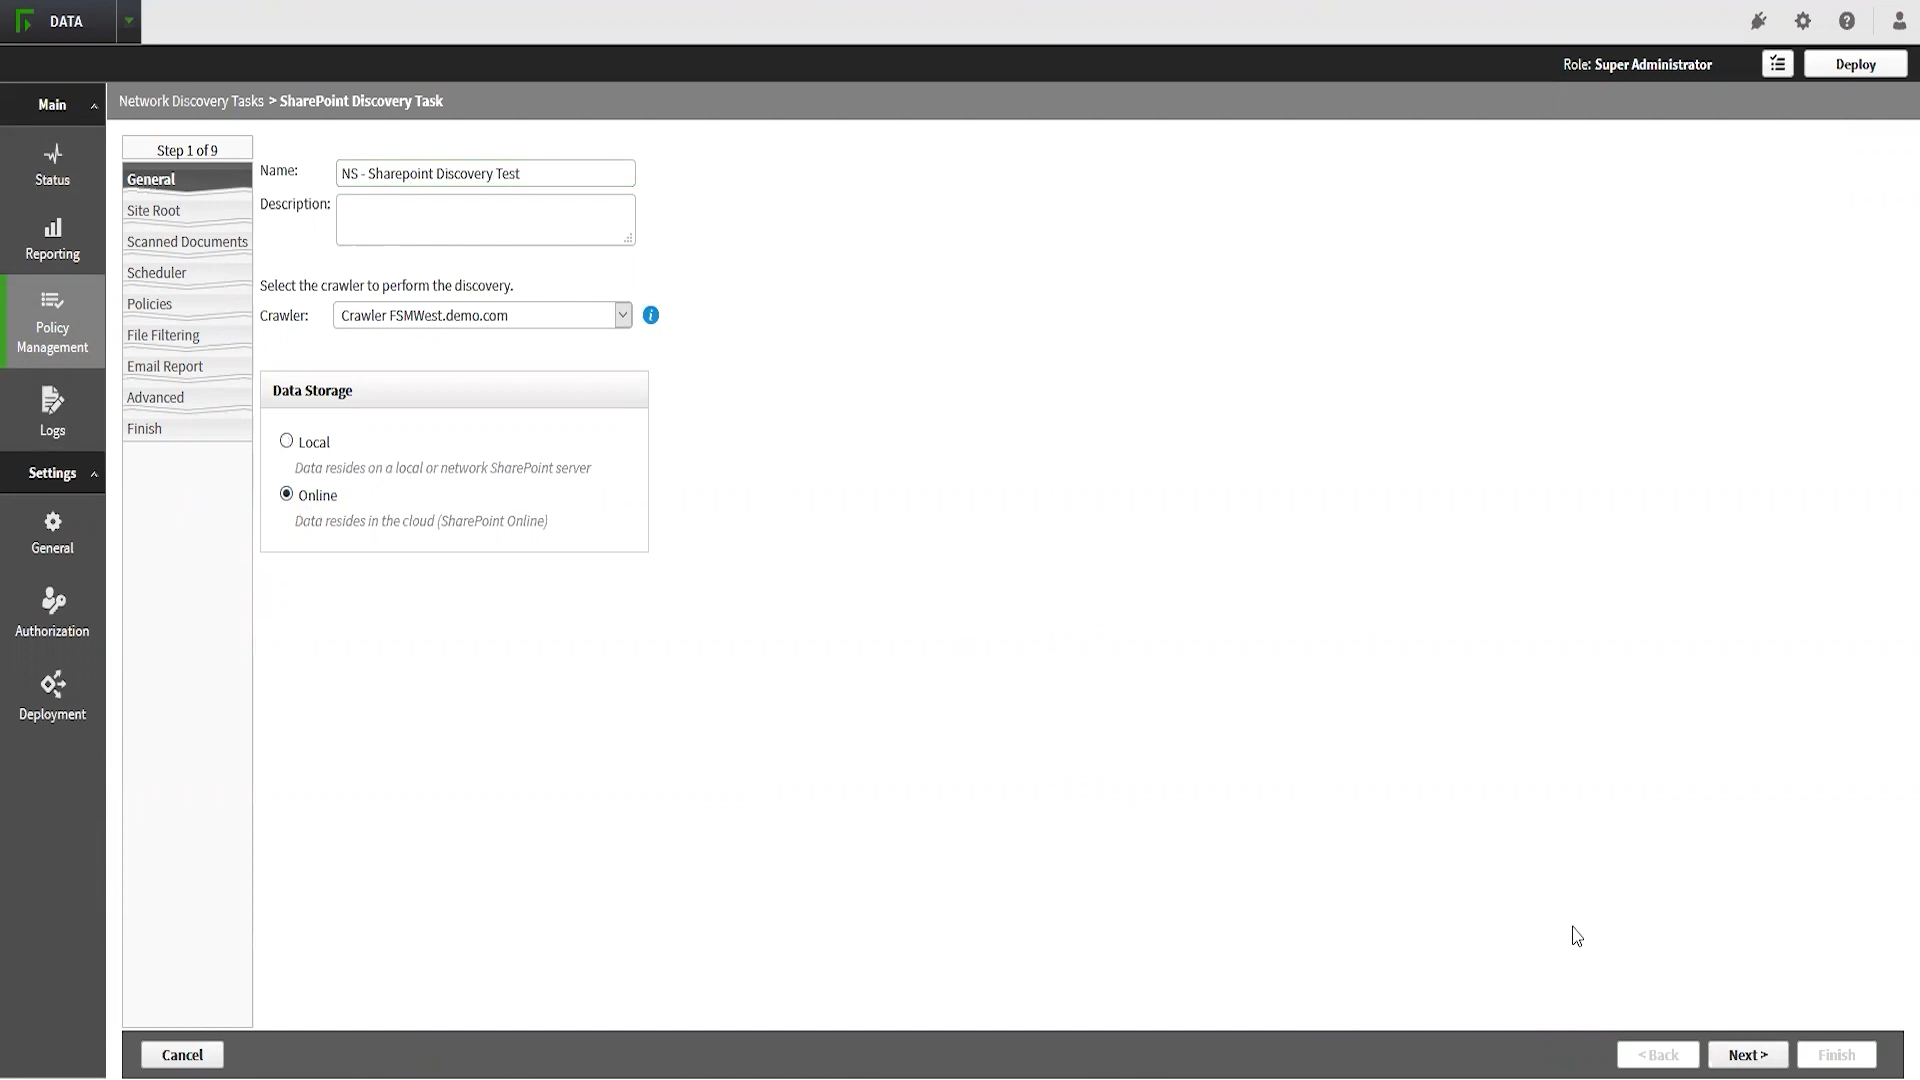 DATA
Role: Super Administrator
Deploy
Main
Network Discovery Tasks > SharePoint Discovery Task
Status
Reporting
Policy
Management
Logs
Settings
General
Authorization
Deployment
Step 1 of 9
General
Site Root
Scanned Documents
Scheduler
Policies
File Filtering
Email Report
Advanced
Finish
Name:
NS - Sharepoint Discovery Test
Description:
Select the crawler to perform the discovery.
Crawler:
Crawler FSMWest.demo.com
i
Data Storage
Local
Data resides on a local or network SharePoint server
Online
Data resides in the cloud (SharePoint Online)
Cancel
< Back
Next >
Finish